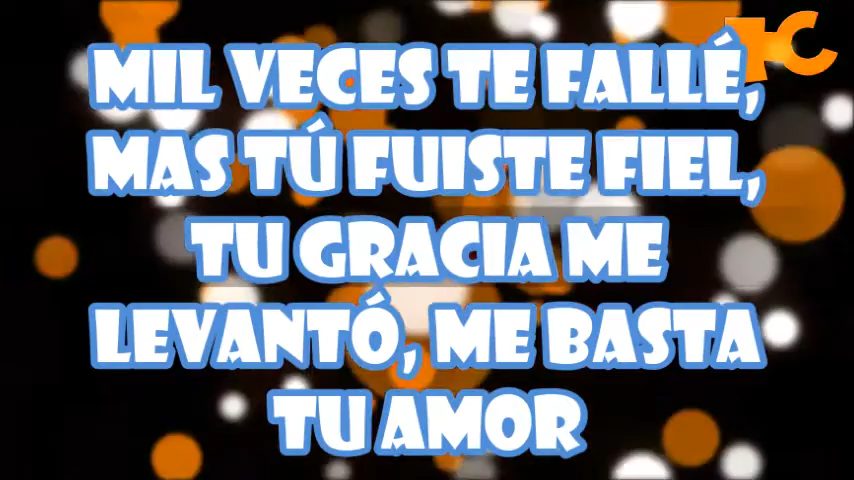 MIL VECES TE FALLÉ,
MAS TÚ FUISTE FIEL,
TU GRACIA ME
LEVANTÓ, ME BASTA
TU AMOR